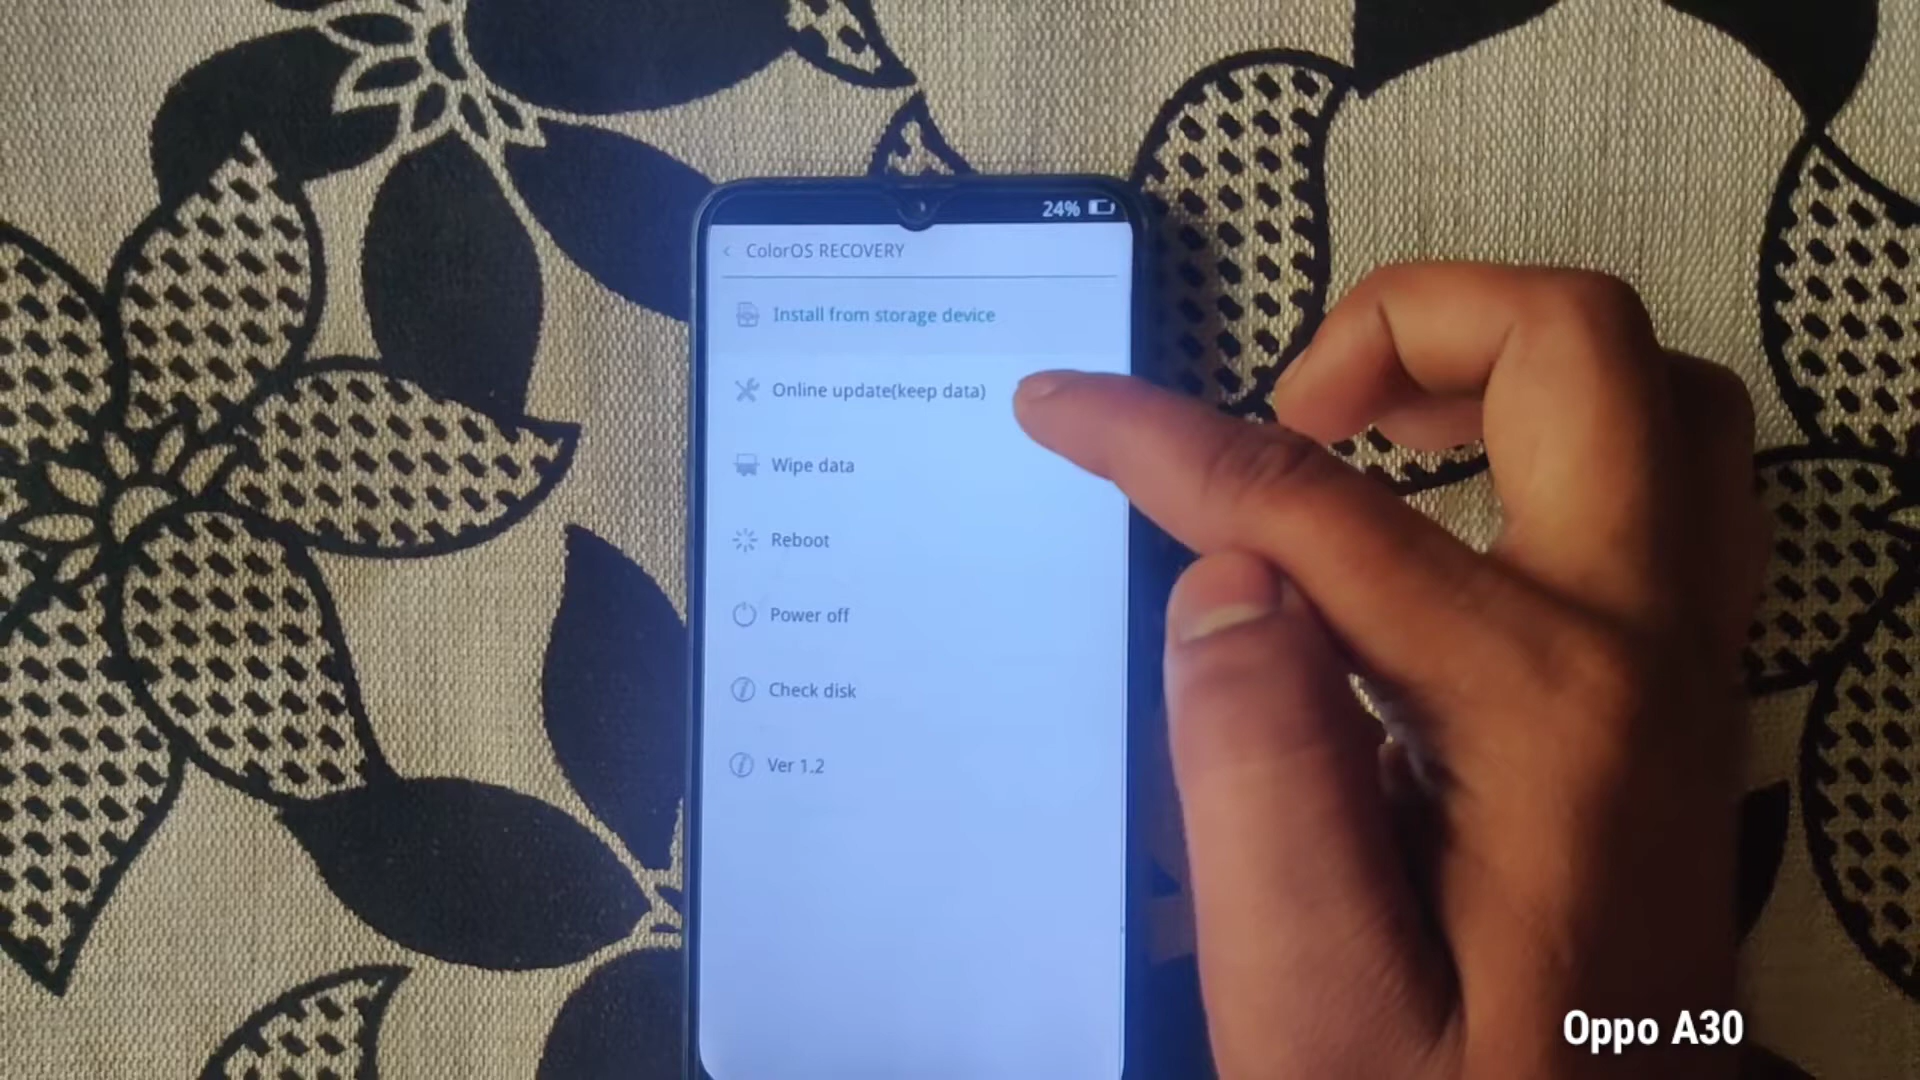 24%
ColorOS RECOVERY
Install from storage device
Online update(keep data)
Wipe data
Reboot
Power off
Check disk
Ver 1.2
Oppo A30